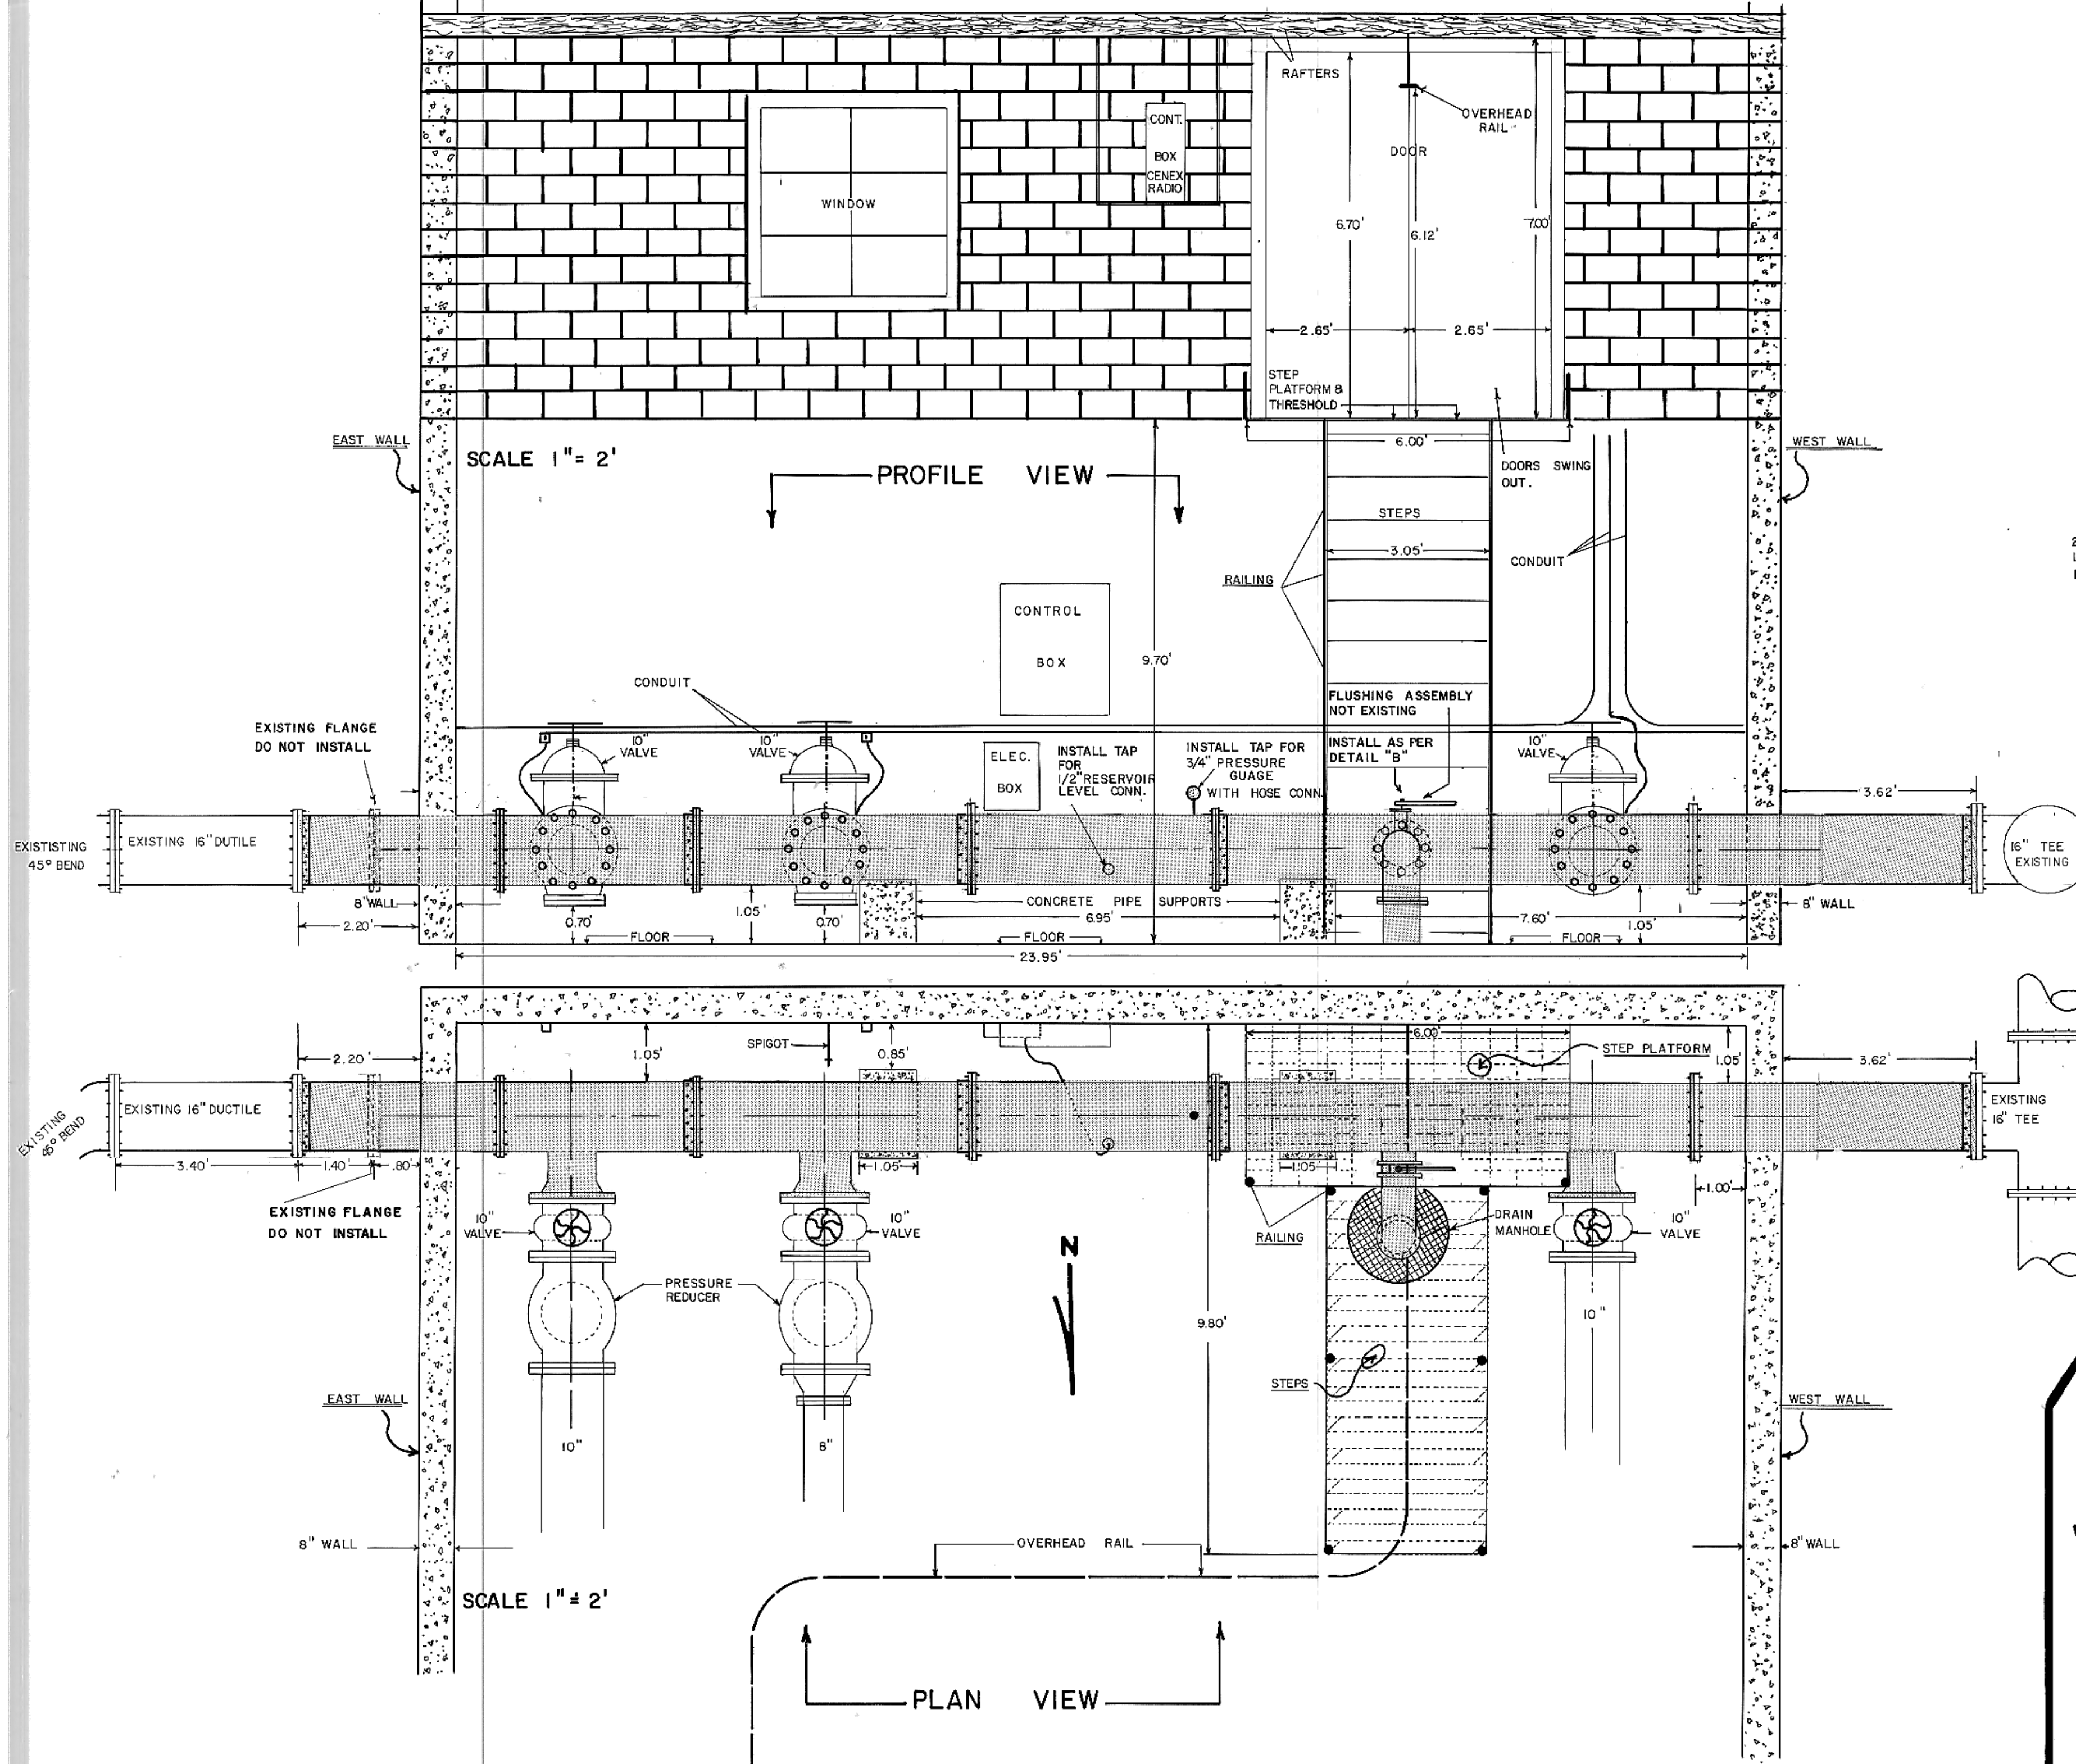 RAFTERS
OVERHEAD
RAIL
CONT.
BOX
CENEX
RADIO
DOOR
WINDOW
6.70'
6.12'
7.00'
2.65'
2.65'
STEP
PLATFORM &
THRESHOLD
6.00'
EAST WALL
WEST WALL
SCALE 1"= 2'
PROFILE VIEW
DOORS SWING
OUT.
STEPS
3.05'
CONDUIT
RAILING
CONTROL
BOX
9.70'
CONDUIT
FLUSHING ASSEMBLY
NOT EXISTING
EXISTING FLANGE
DO NOT INSTALL
10"
VALVE
10"
VALVE
ELEC.
BOX
INSTALL TAP
FOR
1/2" RESERVOIR
LEVEL CONN.
INSTALL TAP FOR
3/4" PRESSURE
GUAGE
WITH HOSE CONN.
INSTALL AS PER
DETAIL "B"
10"
VALVE
3.62'
EXISTISTING
45° BEND
EXISTING 16" DUTILE
16" TEE
EXISTING
8" WALL
2.20'
0.70'
1.05'
0.70'
CONCRETE PIPE SUPPORTS
6.95'
7.60'
1.05'
8" WALL
FLOOR
FLOOR
FLOOR
23.95'
2.20'
1.05'
SPIGOT
0.85'
6.00'
STEP PLATFORM
1.05'
3.62'
EXISTING
45° BEND
EXISTING 16" DUCTILE
EXISTING
16" TEE
3.40'
1.40'
.80'
1.05'
1.05'
1.00'
EXISTING FLANGE
DO NOT INSTALL
10"
VALVE
10"
VALVE
N
RAILING
DRAIN
MANHOLE
10"
VALVE
PRESSURE
REDUCER
9.80'
10"
STEPS
EAST WALL
WEST WALL
10"
8"
8" WALL
OVERHEAD RAIL
8" WALL
SCALE 1"= 2'
PLAN VIEW